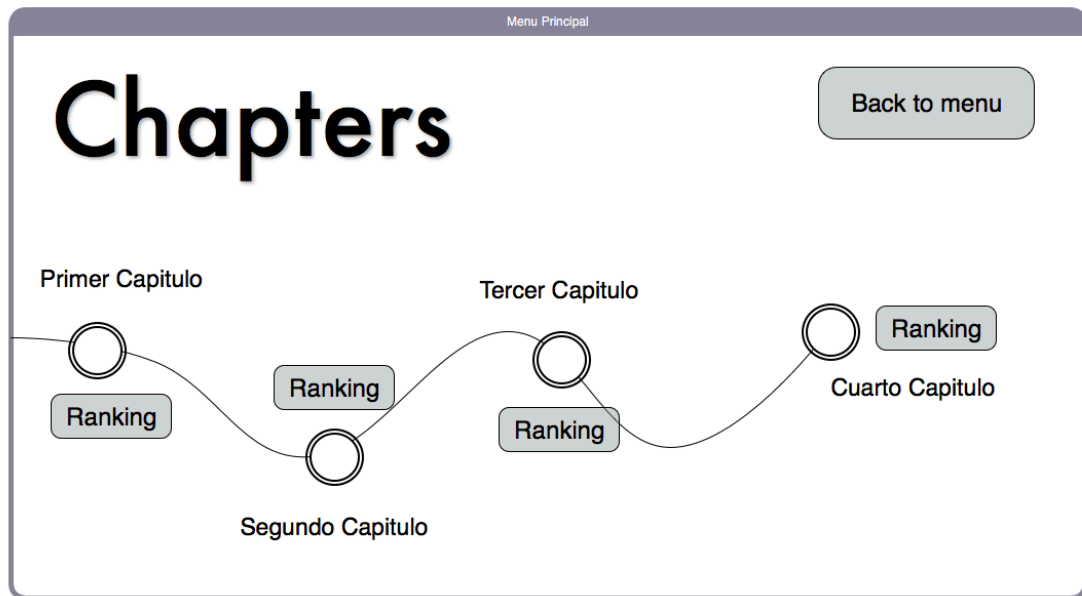 Menu Principal
Chapters
Back to menu
Primer Capitulo
Ranking
Ranking
Segundo Capitulo
Tercer Capitulo
Ranking
Ranking
Cuarto Capitulo